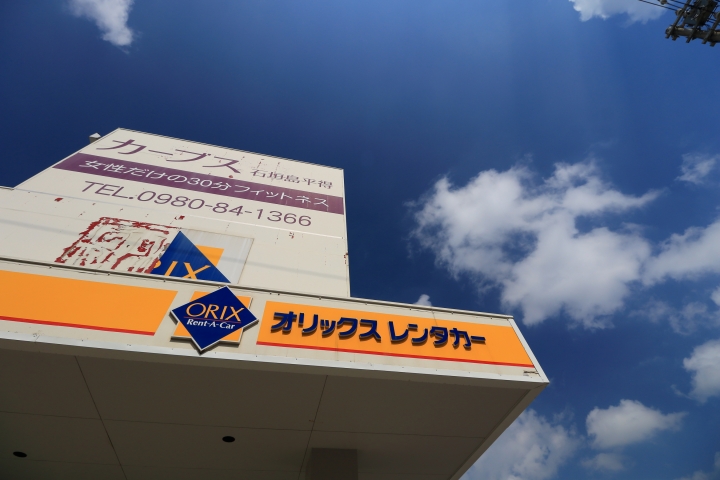 カーブス 石垣島平得
女性だけの30分フィットネス
TEL.0980-84-1366
RIX
ORIX
Rent-A-Car
オリックス レンタカー